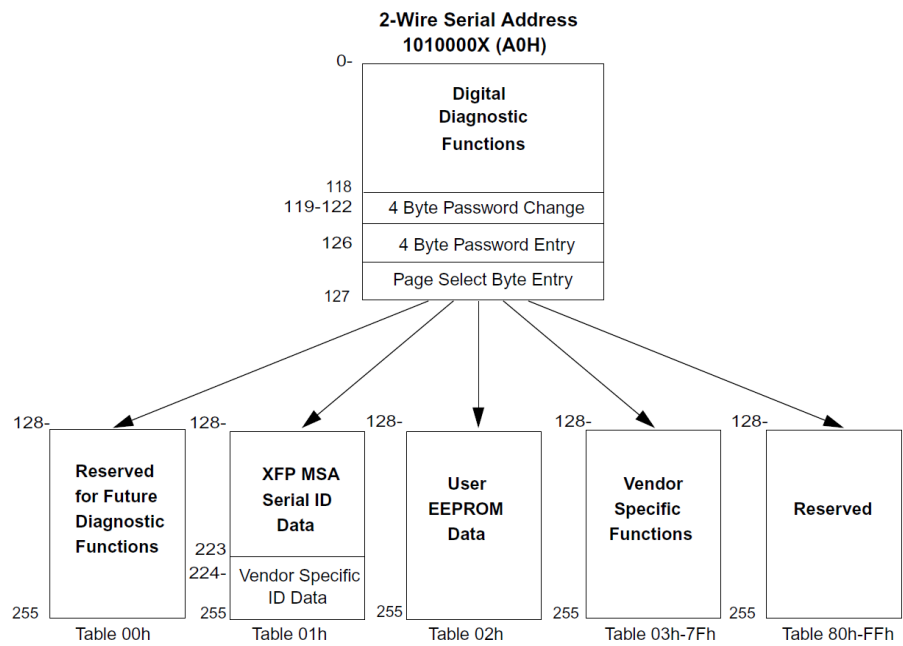 2-Wire Serial Address
1010000X (A0H)
0-
Digital
Diagnostic
Functions
118
119-122
4 Byte Password Change
126
4 Byte Password Entry
Page Select Byte Entry
127
128-
Reserved
for Future
Diagnostic
Functions
255
Table 00h
128-
XFP MSA
Serial ID
Data
223
224-
Vendor Specific
ID Data
255
Table 01h
128-
User
EEPROM
Data
255
Table 02h
128-
Vendor
Specific
Functions
255
Table 03h-7Fh
128-
Reserved
255
Table 80h-FFh